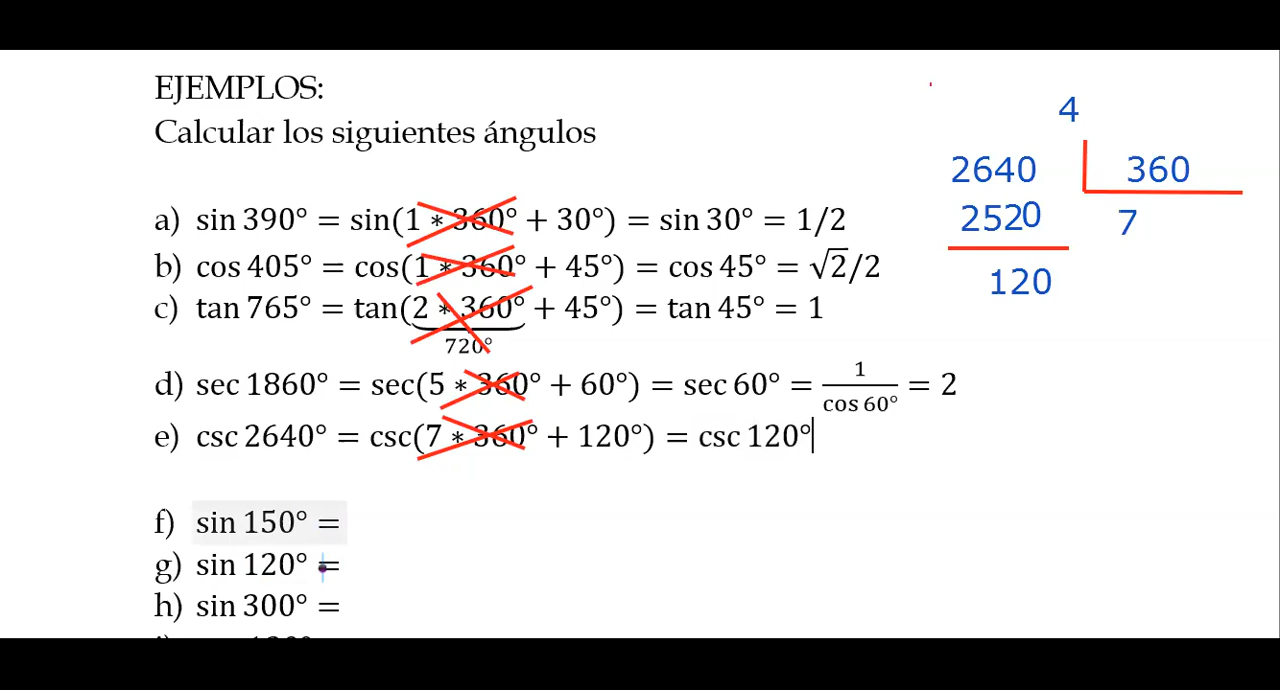 EJEMPLOS:
Calcular los siguientes ángulos
a) sin 390° = sin(1 ∗ 360° + 30°) = sin 30° = 1/2
b) cos 405° = cos(1 ∗ 360° + 45°) = cos 45° = √2/2
c) tan 765° = tan(2 ∗ 360° + 45°) = tan 45° = 1
720°
d) sec 1860° = sec(5 ∗ 360° + 60°) = sec 60° = 1/cos 60° = 2
e) csc 2640° = csc(7 ∗ 360° + 120°) = csc 120°
f) sin 150° =
g) sin 120° =
h) sin 300° =
4
2640 360
2520 7
120